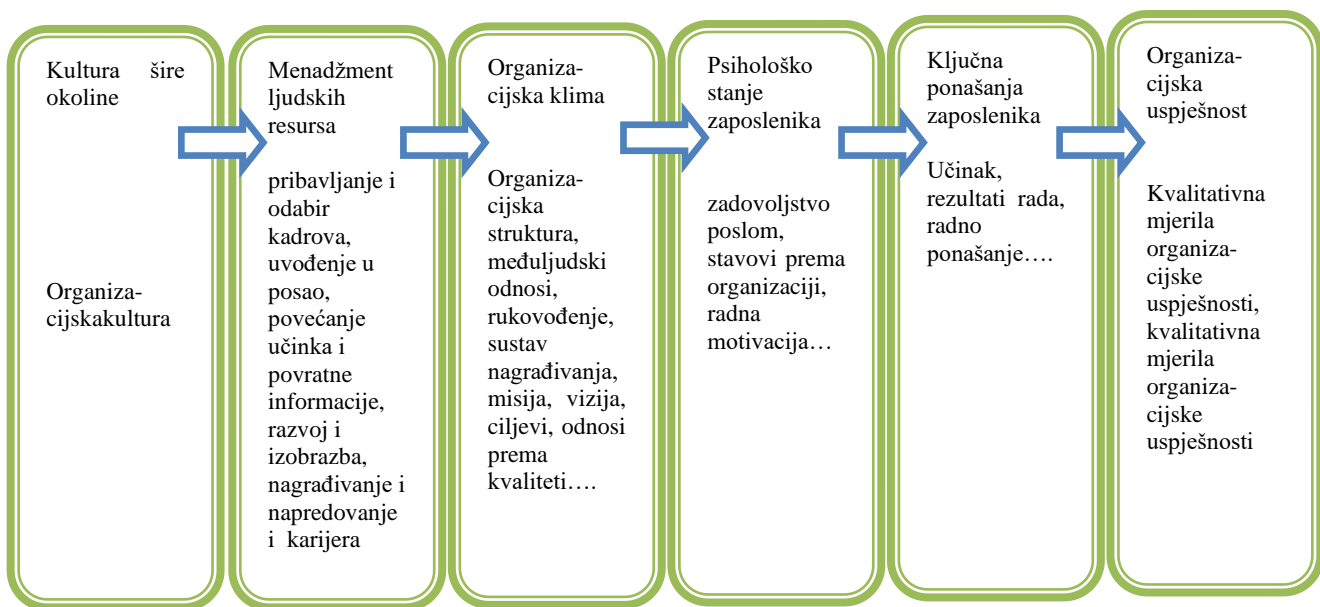 Kultura šire
okoline
Organiza-
cijskakultura
Menadžment
ljudskih
resursa
pribavljanje i
odabir
kadrova,
uvođenje u
posao,
povećanje
učinka i
povratne
informacije,
razvoj i
izobrazba,
nagrađivanje i
napredovanje
i karijera
Organiza-
cijska klima
Organiza-
cijska
struktura,
međuljudski
odnosi,
rukovođenje,
sustav
nagrađivanja,
misija, vizija,
ciljevi, odnosi
prema
kvaliteti….
Psihološko
stanje
zaposlenika
zadovoljstvo
poslom,
stavovi prema
organizaciji,
radna
motivacija…
Ključna
ponašanja
zaposlenika
Učinak,
rezultati rada,
radno
ponašanje….
Organiza-
cijska
uspješnost
Kvalitativna
mjerila
organiza-
cijske
uspješnosti,
kvalitativna
mjerila
organiza-
cijske
uspješnosti